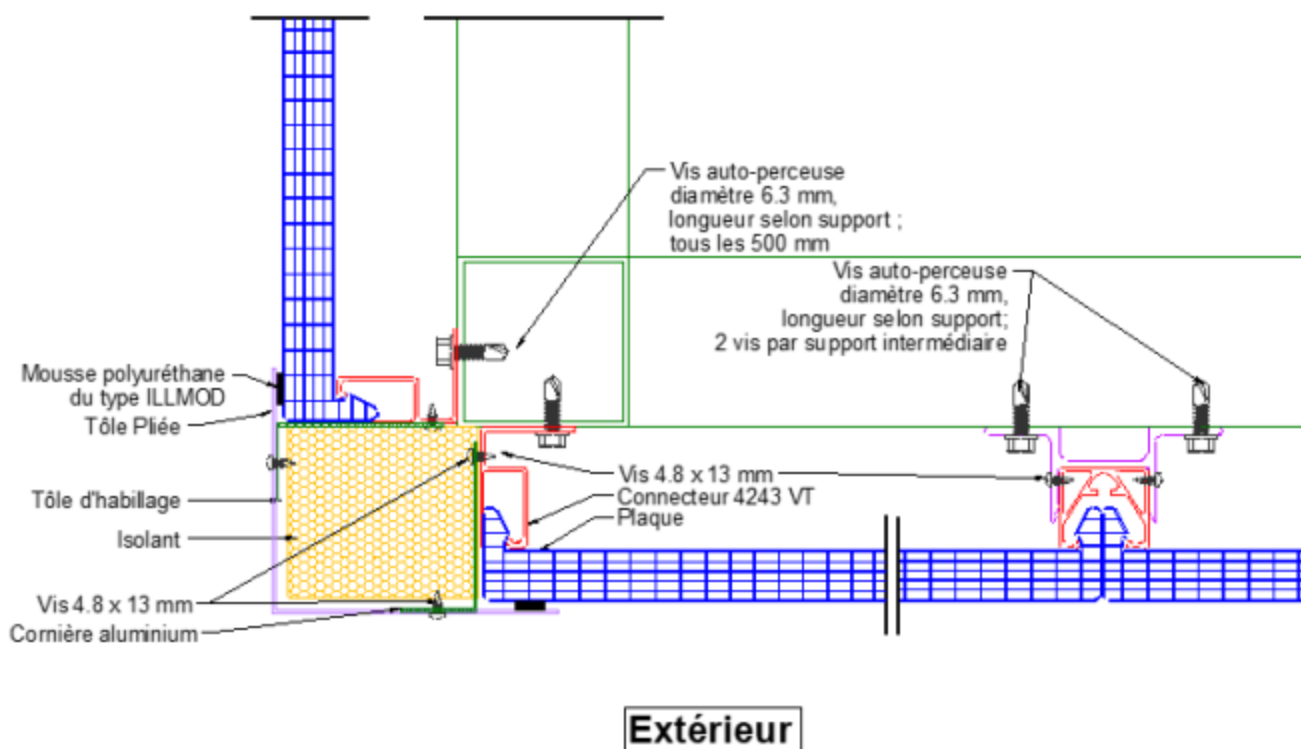 Vis auto-perceuse
diamètre 6.3 mm,
longueur selon support ;
tous les 500 mm
Vis auto-perceuse
diamètre 6.3 mm,
longueur selon support;
2 vis par support intermédiaire
Mousse polyuréthane
du type ILLMOD
Tôle Pliée
Vis 4.8 x 13 mm
Tôle d'habillage
Connecteur 4243 VT
Plaque
Isolant
Vis 4.8 x 13 mm
Cornière aluminium
Extérieur